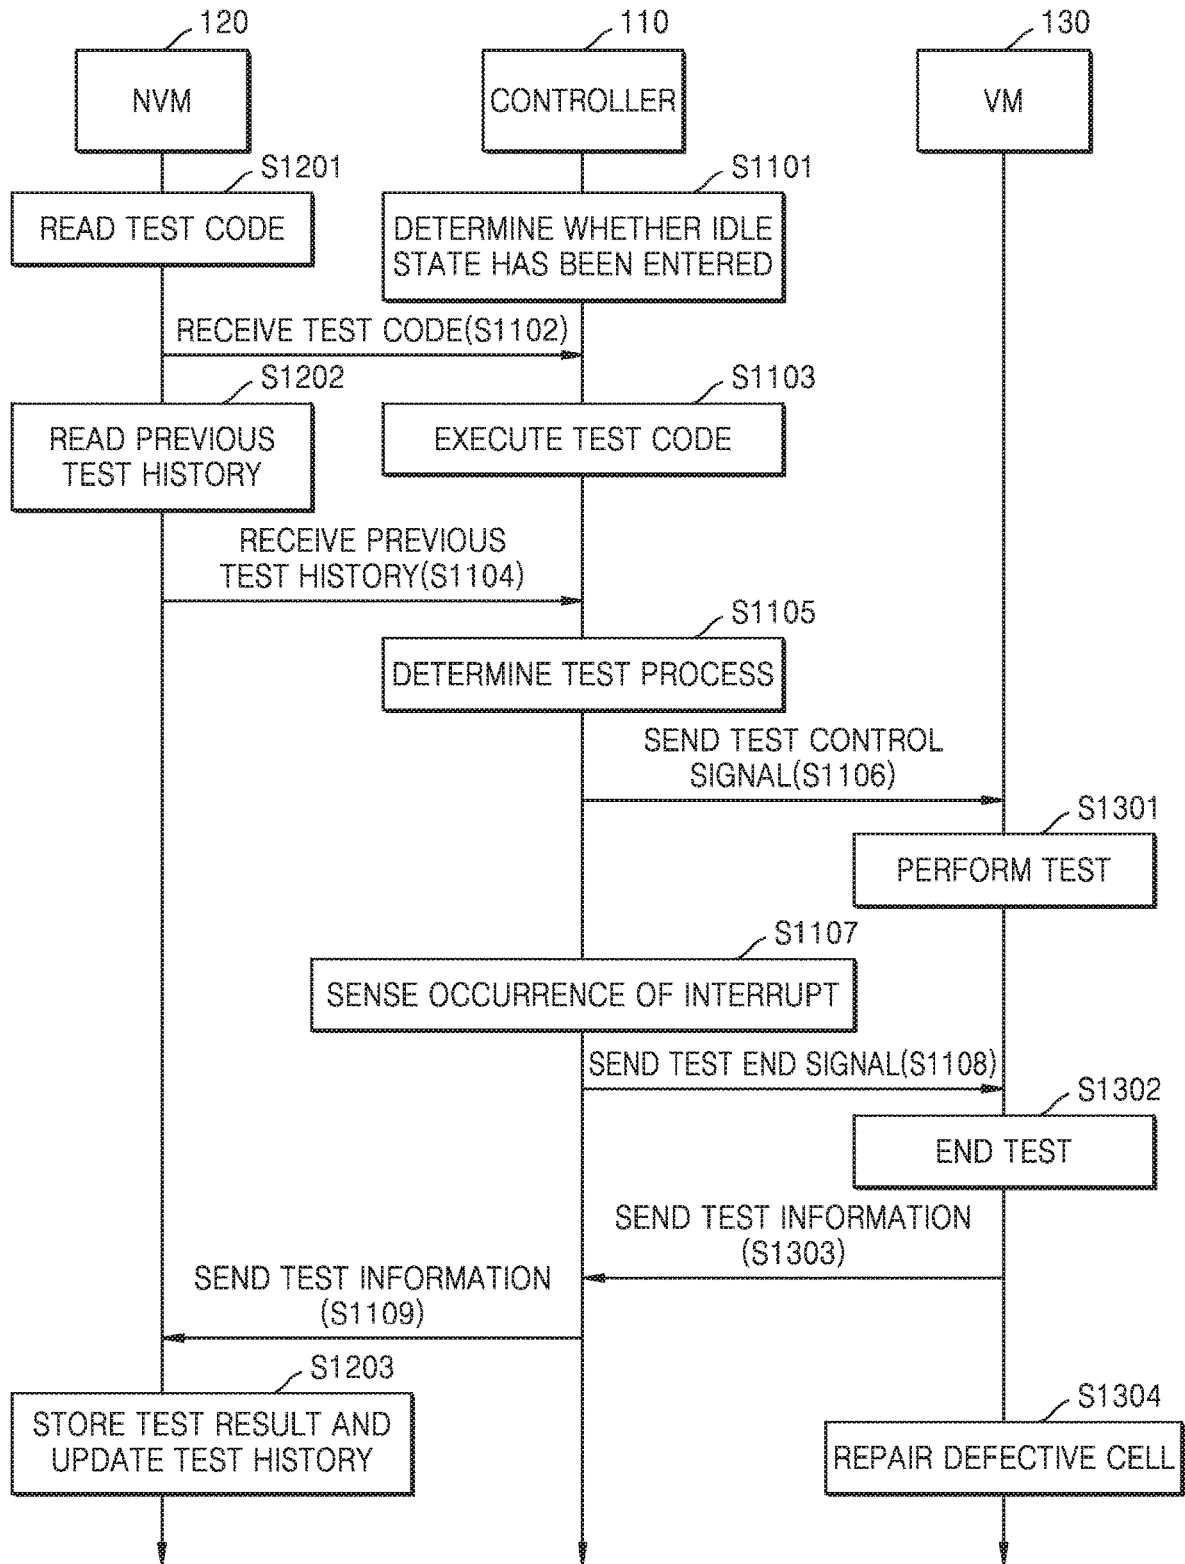 120
110
130
NVM
CONTROLLER
VM
S1201
S1101
READ TEST CODE
DETERMINE WHETHER IDLE
STATE HAS BEEN ENTERED
RECEIVE TEST CODE(S1102)
S1202
S1103
READ PREVIOUS
TEST HISTORY
EXECUTE TEST CODE
RECEIVE PREVIOUS
TEST HISTORY(S1104)
S1105
DETERMINE TEST PROCESS
SEND TEST CONTROL
SIGNAL(S1106)
S1301
PERFORM TEST
S1107
SENSE OCCURRENCE OF INTERRUPT
SEND TEST END SIGNAL(S1108)
S1302
END TEST
SEND TEST INFORMATION
(S1303)
SEND TEST INFORMATION
(S1109)
S1203
STORE TEST RESULT AND
UPDATE TEST HISTORY
S1304
REPAIR DEFECTIVE CELL